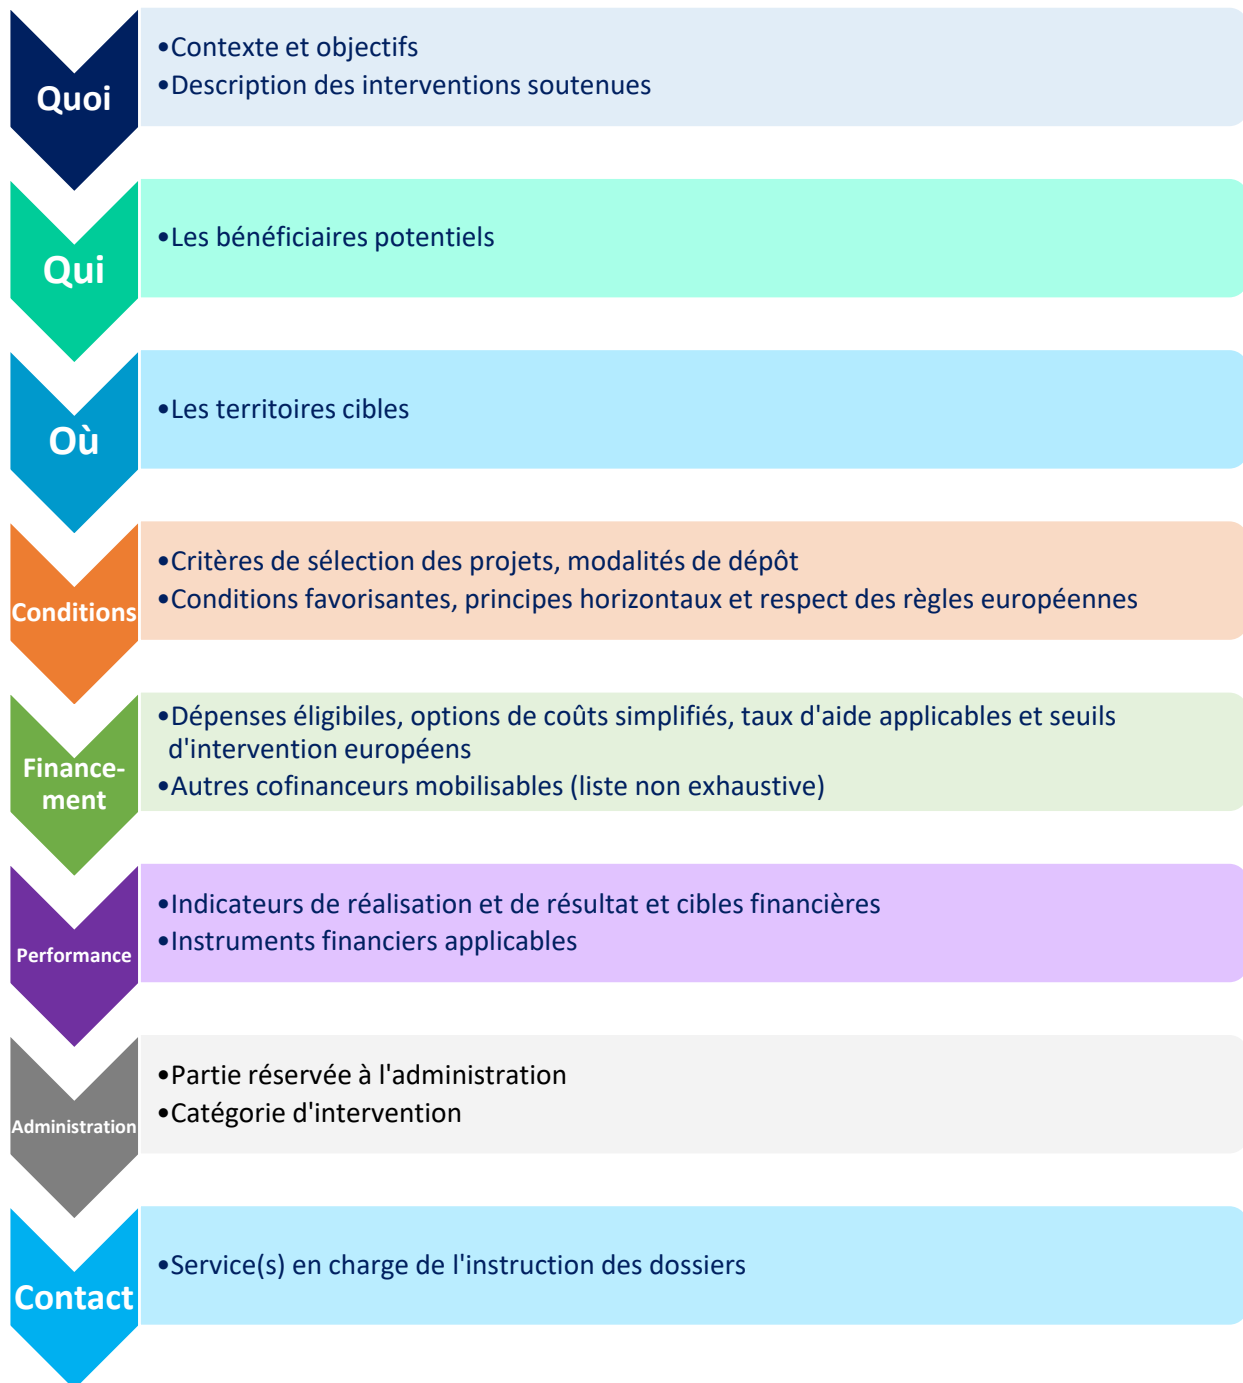 Quoi
•Contexte et objectifs
•Description des interventions soutenues
Qui
•Les bénéficiaires potentiels
Où
•Les territoires cibles
Conditions
•Critères de sélection des projets, modalités de dépôt
•Conditions favorisantes, principes horizontaux et respect des règles européennes
Finance-
ment
•Dépenses éligibiles, options de coûts simplifiés, taux d'aide applicables et seuils
d'intervention européens
•Autres cofinanceurs mobilisables (liste non exhaustive)
Performance
•Indicateurs de réalisation et de résultat et cibles financières
•Instruments financiers applicables
Administration
•Partie réservée à l'administration
•Catégorie d'intervention
Contact
•Service(s) en charge de l'instruction des dossiers